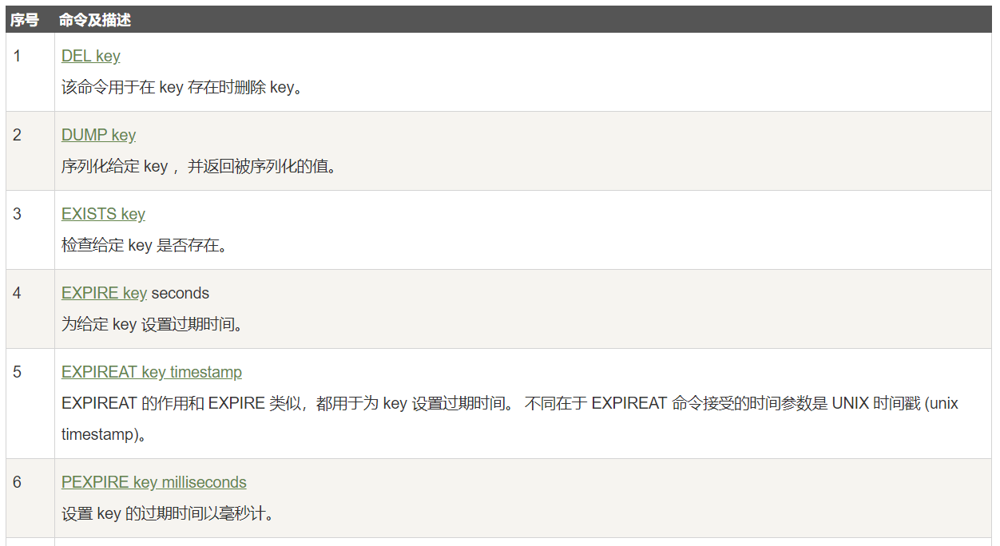 序号 命令及描述
1 DEL key
该命令用于在 key 存在时删除 key。
2 DUMP key
序列化给定 key ，并返回被序列化的值。
3 EXISTS key
检查给定 key 是否存在。
4 EXPIRE key seconds
为给定 key 设置过期时间。
5 EXPIREAT key timestamp
EXPIREAT 的作用和 EXPIRE 类似，都用于为 key 设置过期时间。 不同在于 EXPIREAT 命令接受的时间参数是 UNIX 时间戳 (unix
timestamp)。
6 PEXPIRE key milliseconds
设置 key 的过期时间以毫秒计。